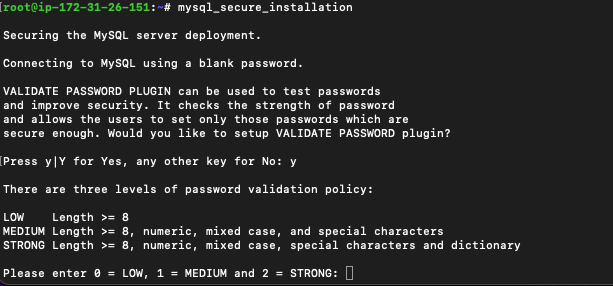 [root@ip-172-31-26-151:~# mysql_secure_installation
Securing the MySQL server deployment.
Connecting to MySQL using a blank password.
VALIDATE PASSWORD PLUGIN can be used to test passwords
and improve security. It checks the strength of password
and allows the users to set only those passwords which are
secure enough. Would you like to setup VALIDATE PASSWORD plugin?
[Press y|Y for Yes, any other key for No: y
There are three levels of password validation policy:
LOW    Length >= 8
MEDIUM Length >= 8, numeric, mixed case, and special characters
STRONG Length >= 8, numeric, mixed case, special characters and dictionary
Please enter 0 = LOW, 1 = MEDIUM and 2 = STRONG: